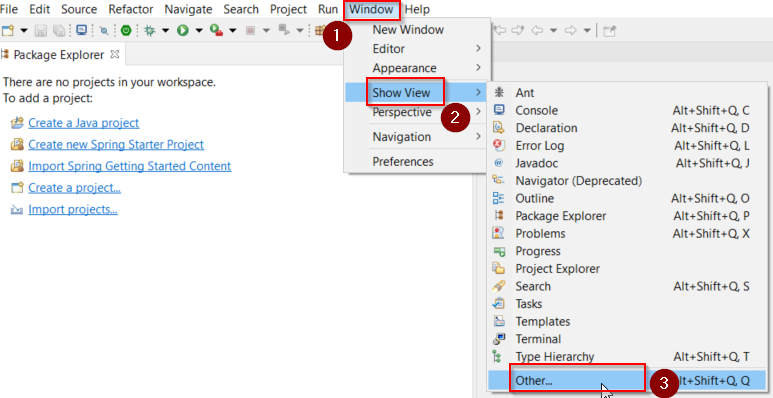 File Edit Source Refactor Navigate Search Project Run Window Help
1
New Window
Package Explorer
Editor
Appearance
There are no projects in your workspace.
To add a project:
Show View
2
Perspective
Navigation
Preferences
Create a Java project
Create new Spring Starter Project
Import Spring Getting Started Content
Create a project...
Import projects...
Ant
Console Alt+Shift+Q, C
Declaration Alt+Shift+Q, D
Error Log Alt+Shift+Q, L
Javadoc Alt+Shift+Q, J
Navigator (Deprecated)
Outline Alt+Shift+Q, O
Package Explorer Alt+Shift+Q, P
Problems Alt+Shift+Q, X
Progress
Project Explorer
Search Alt+Shift+Q, S
Tasks
Templates
Terminal
Type Hierarchy Alt+Shift+Q, T
Other... 3 Alt+Shift+Q, Q